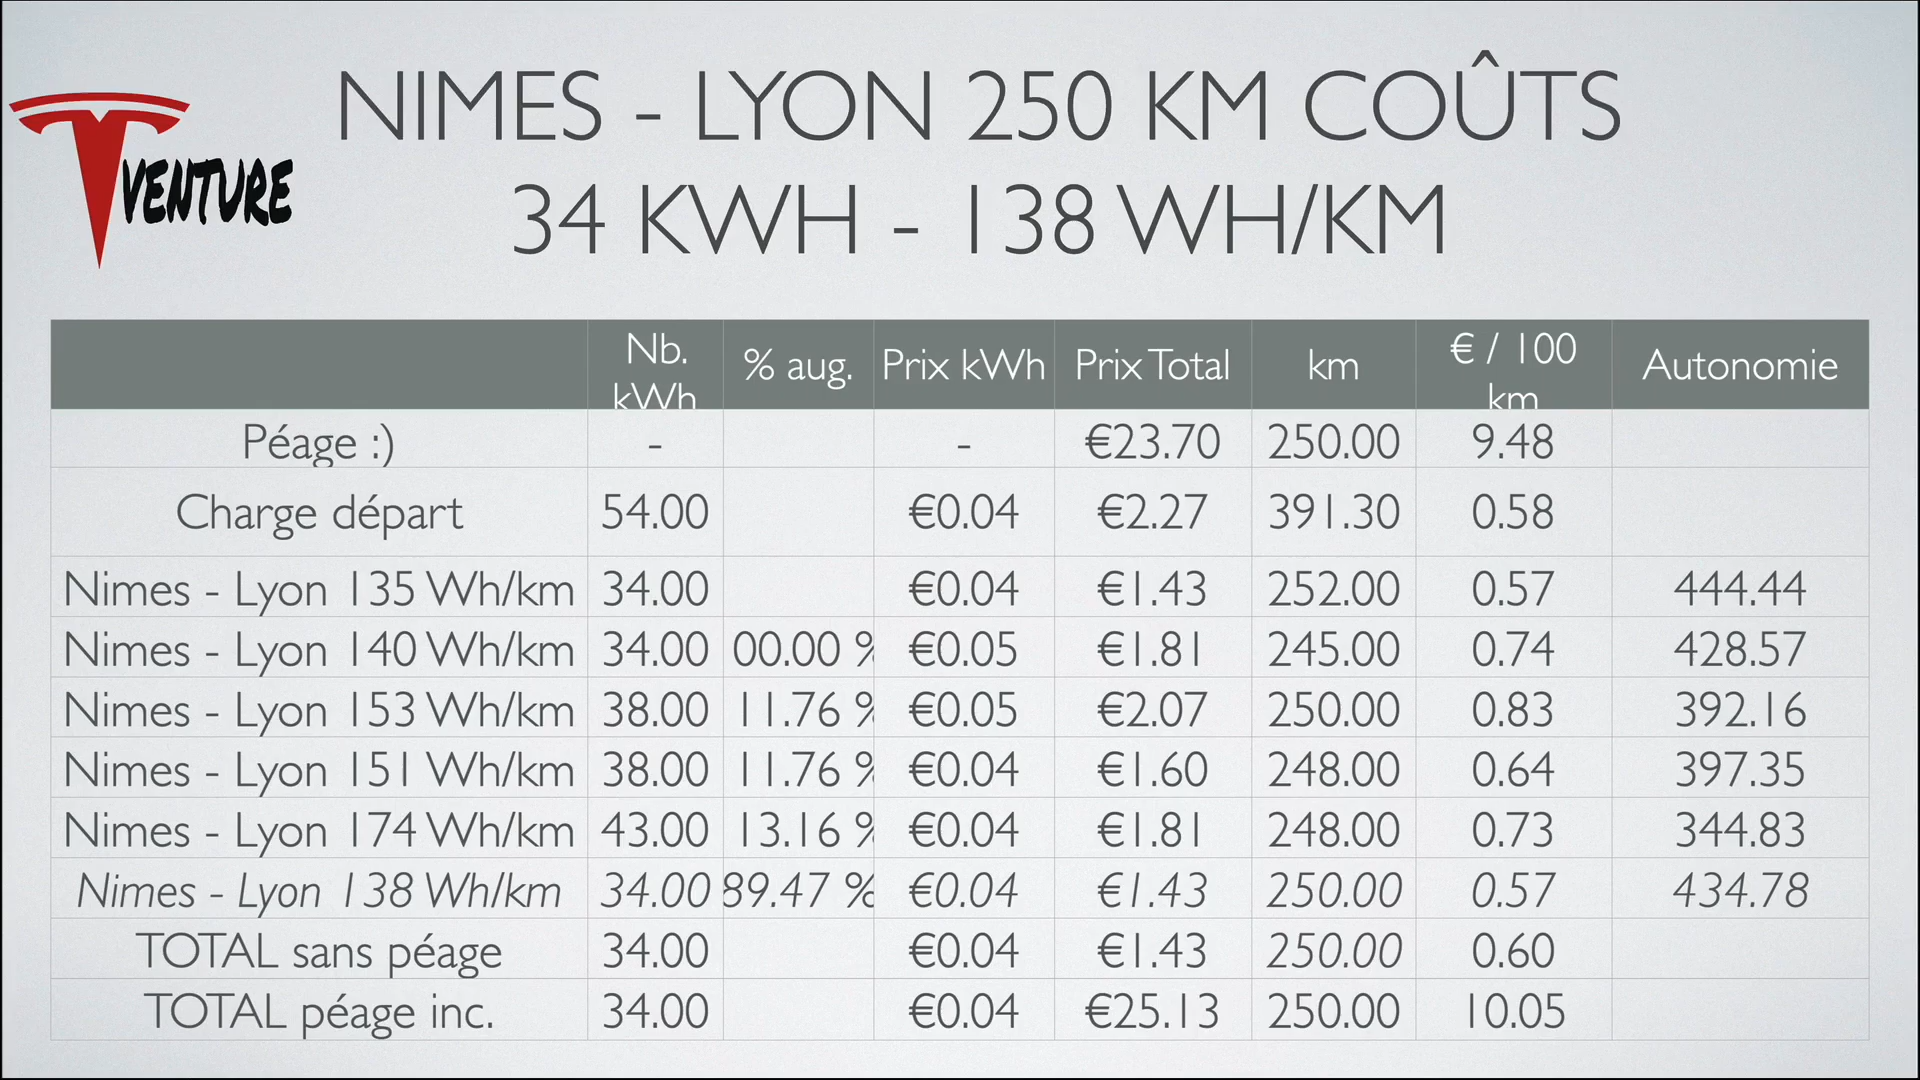 NIMES - LYON 250 KM COÛTS
34 KWH - 138 WH/KM
VENTURE
Nb. kWh % aug. Prix kWh Prix Total km € / 100 km Autonomie
Péage :) - - €23.70 250.00 9.48
Charge départ 54.00 €0.04 €2.27 391.30 0.58
Nimes - Lyon 135 Wh/km 34.00 €0.04 €1.43 252.00 0.57 444.44
Nimes - Lyon 140 Wh/km 34.00 00.00 % €0.05 €1.81 245.00 0.74 428.57
Nimes - Lyon 153 Wh/km 38.00 11.76 % €0.05 €2.07 250.00 0.83 392.16
Nimes - Lyon 151 Wh/km 38.00 11.76 % €0.04 €1.60 248.00 0.64 397.35
Nimes - Lyon 174 Wh/km 43.00 13.16 % €0.04 €1.81 248.00 0.73 344.83
Nimes - Lyon 138 Wh/km 34.00 89.47 % €0.04 €1.43 250.00 0.57 434.78
TOTAL sans péage 34.00 €0.04 €1.43 250.00 0.60
TOTAL péage inc. 34.00 €0.04 €25.13 250.00 10.05